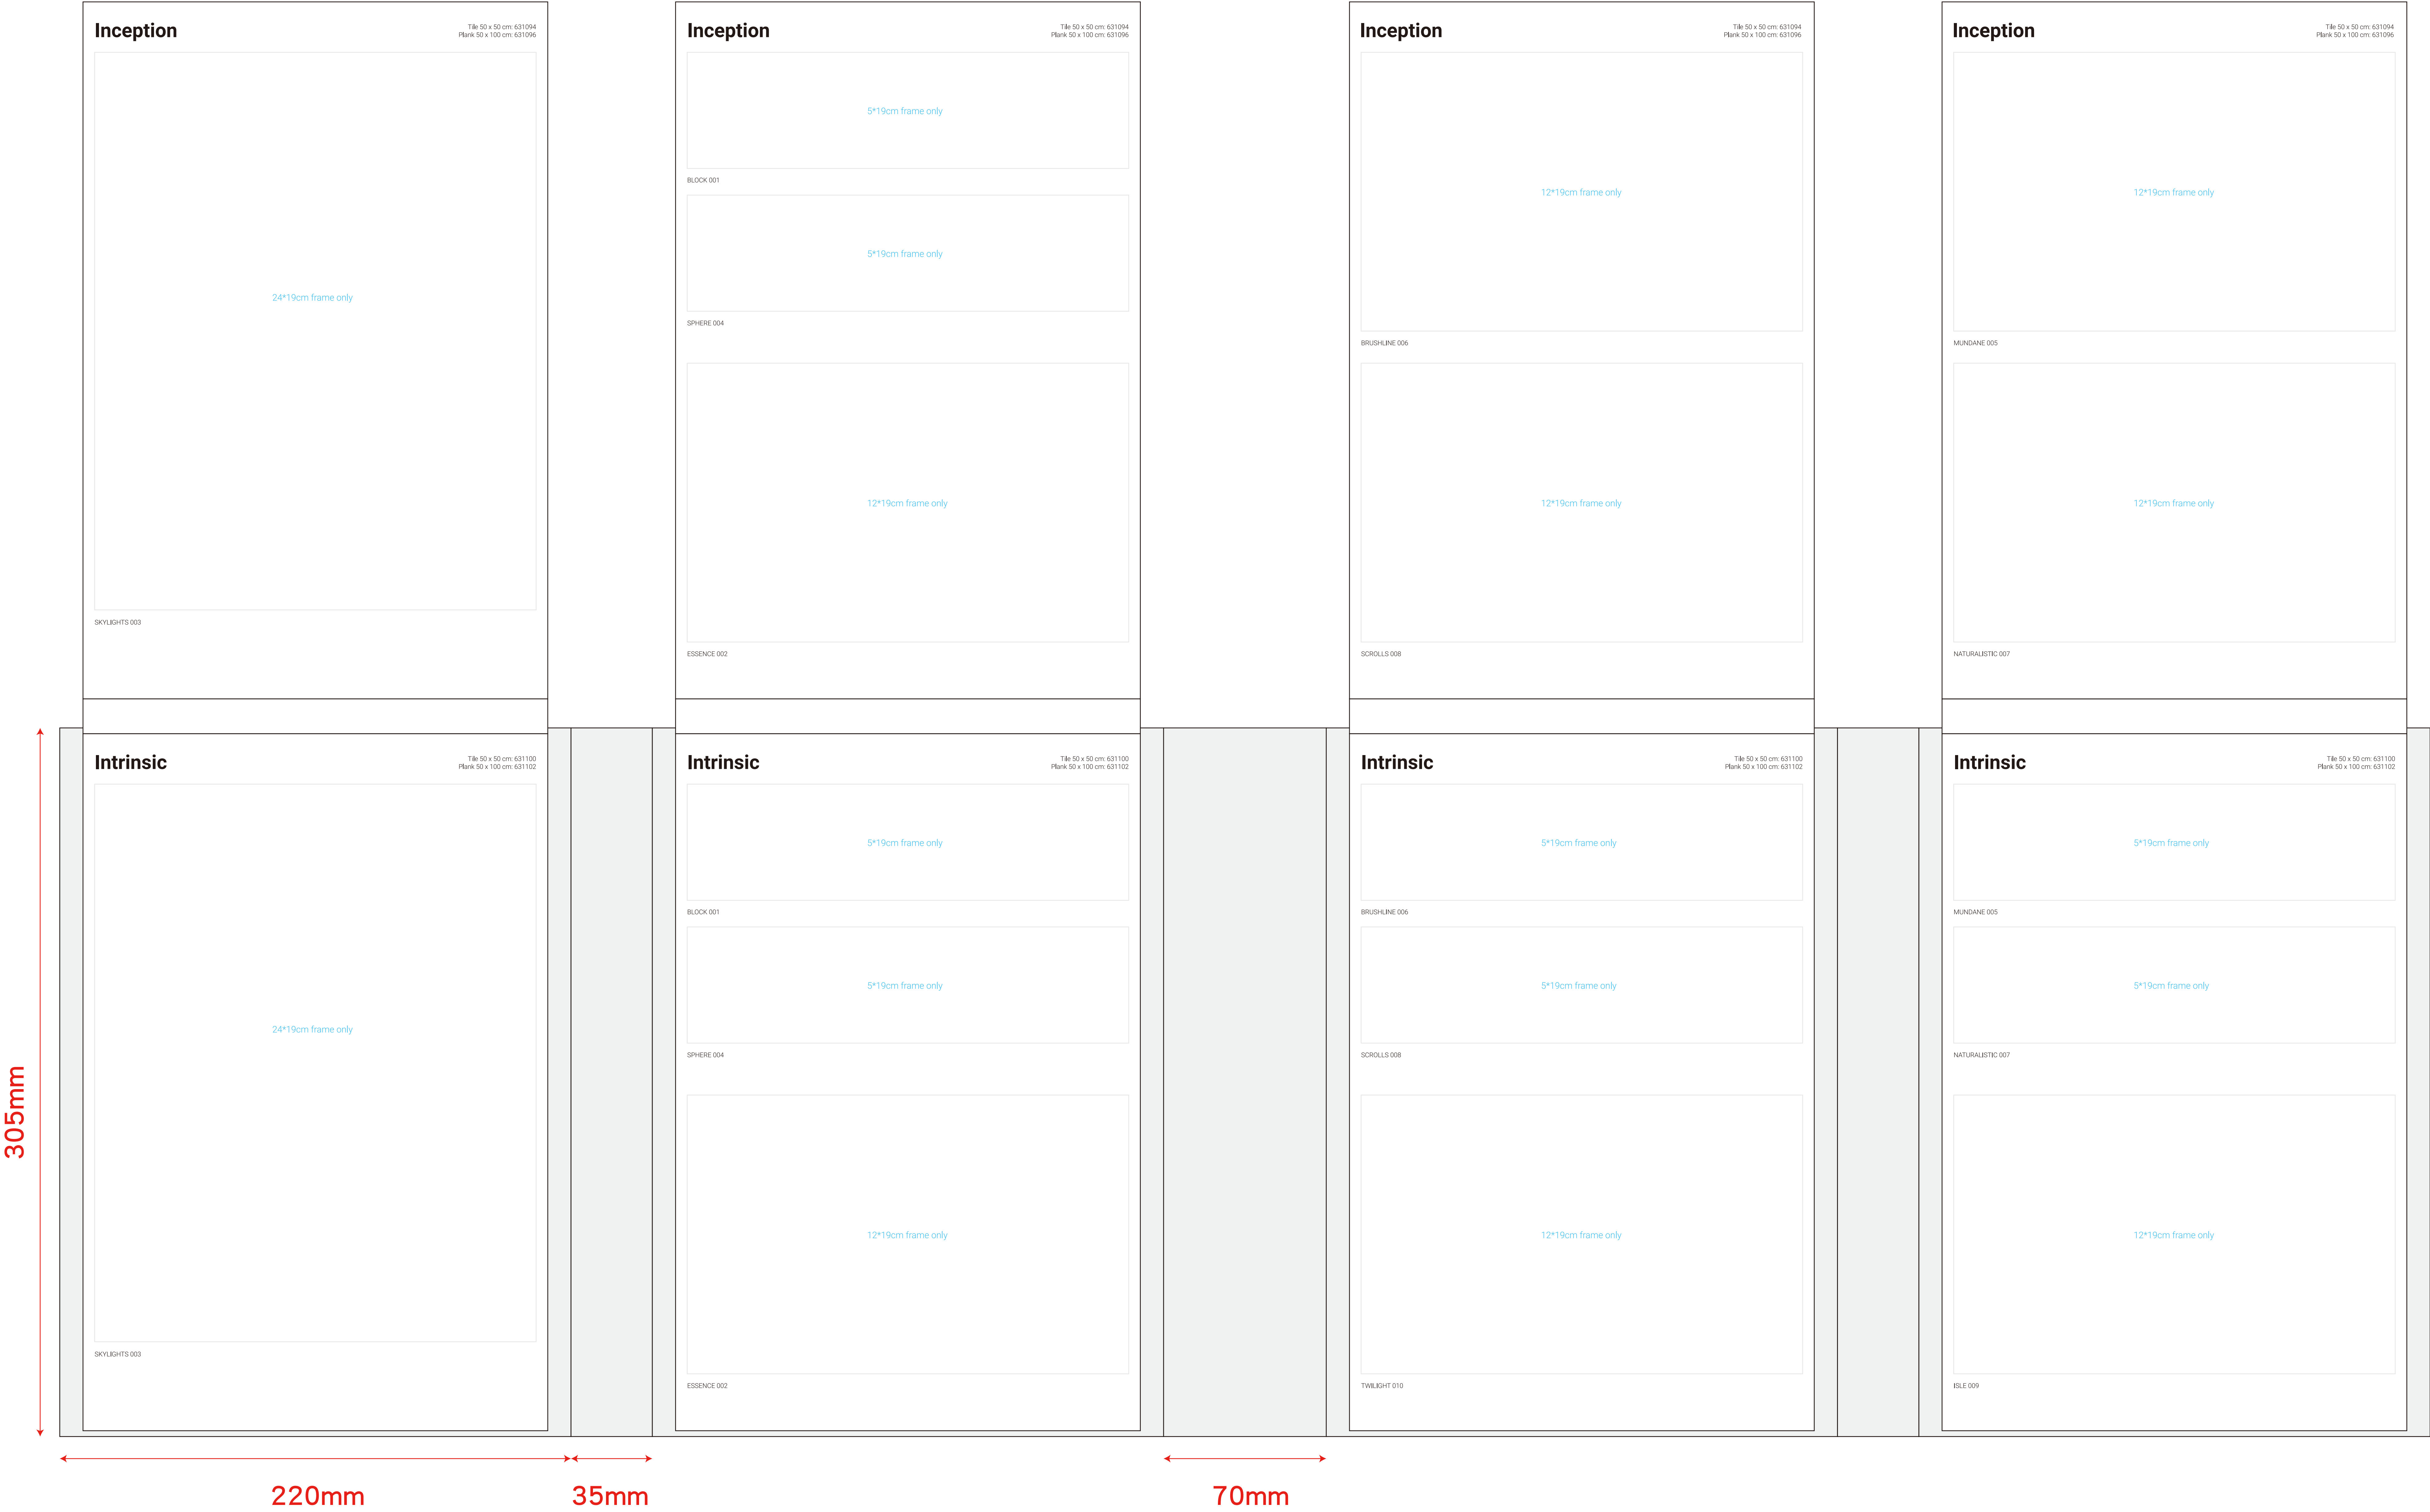 Inception
Tile 50 x 50 cm: 631094
Plank 50 x 100 cm: 631096
24*19cm frame only
SKYLIGHTS 003
Inception
Tile 50 x 50 cm: 631094
Plank 50 x 100 cm: 631096
5*19cm frame only
BLOCK 001
5*19cm frame only
SPHERE 004
12*19cm frame only
ESSENCE 002
Inception
Tile 50 x 50 cm: 631094
Plank 50 x 100 cm: 631096
12*19cm frame only
BRUSHLINE 006
12*19cm frame only
SCROLLS 008
Inception
Tile 50 x 50 cm: 631094
Plank 50 x 100 cm: 631096
12*19cm frame only
MUNDANE 005
12*19cm frame only
NATURALISTIC 007
305mm
Intrinsic
Tile 50 x 50 cm: 631100
Plank 50 x 100 cm: 631102
24*19cm frame only
SKYLIGHTS 003
Intrinsic
Tile 50 x 50 cm: 631100
Plank 50 x 100 cm: 631102
5*19cm frame only
BLOCK 001
5*19cm frame only
SPHERE 004
12*19cm frame only
ESSENCE 002
Intrinsic
Tile 50 x 50 cm: 631100
Plank 50 x 100 cm: 631102
5*19cm frame only
BRUSHLINE 006
5*19cm frame only
SCROLLS 008
12*19cm frame only
TWILIGHT 010
Intrinsic
Tile 50 x 50 cm: 631100
Plank 50 x 100 cm: 631102
5*19cm frame only
MUNDANE 005
5*19cm frame only
NATURALISTIC 007
12*19cm frame only
ISLE 009
220mm
35mm
70mm